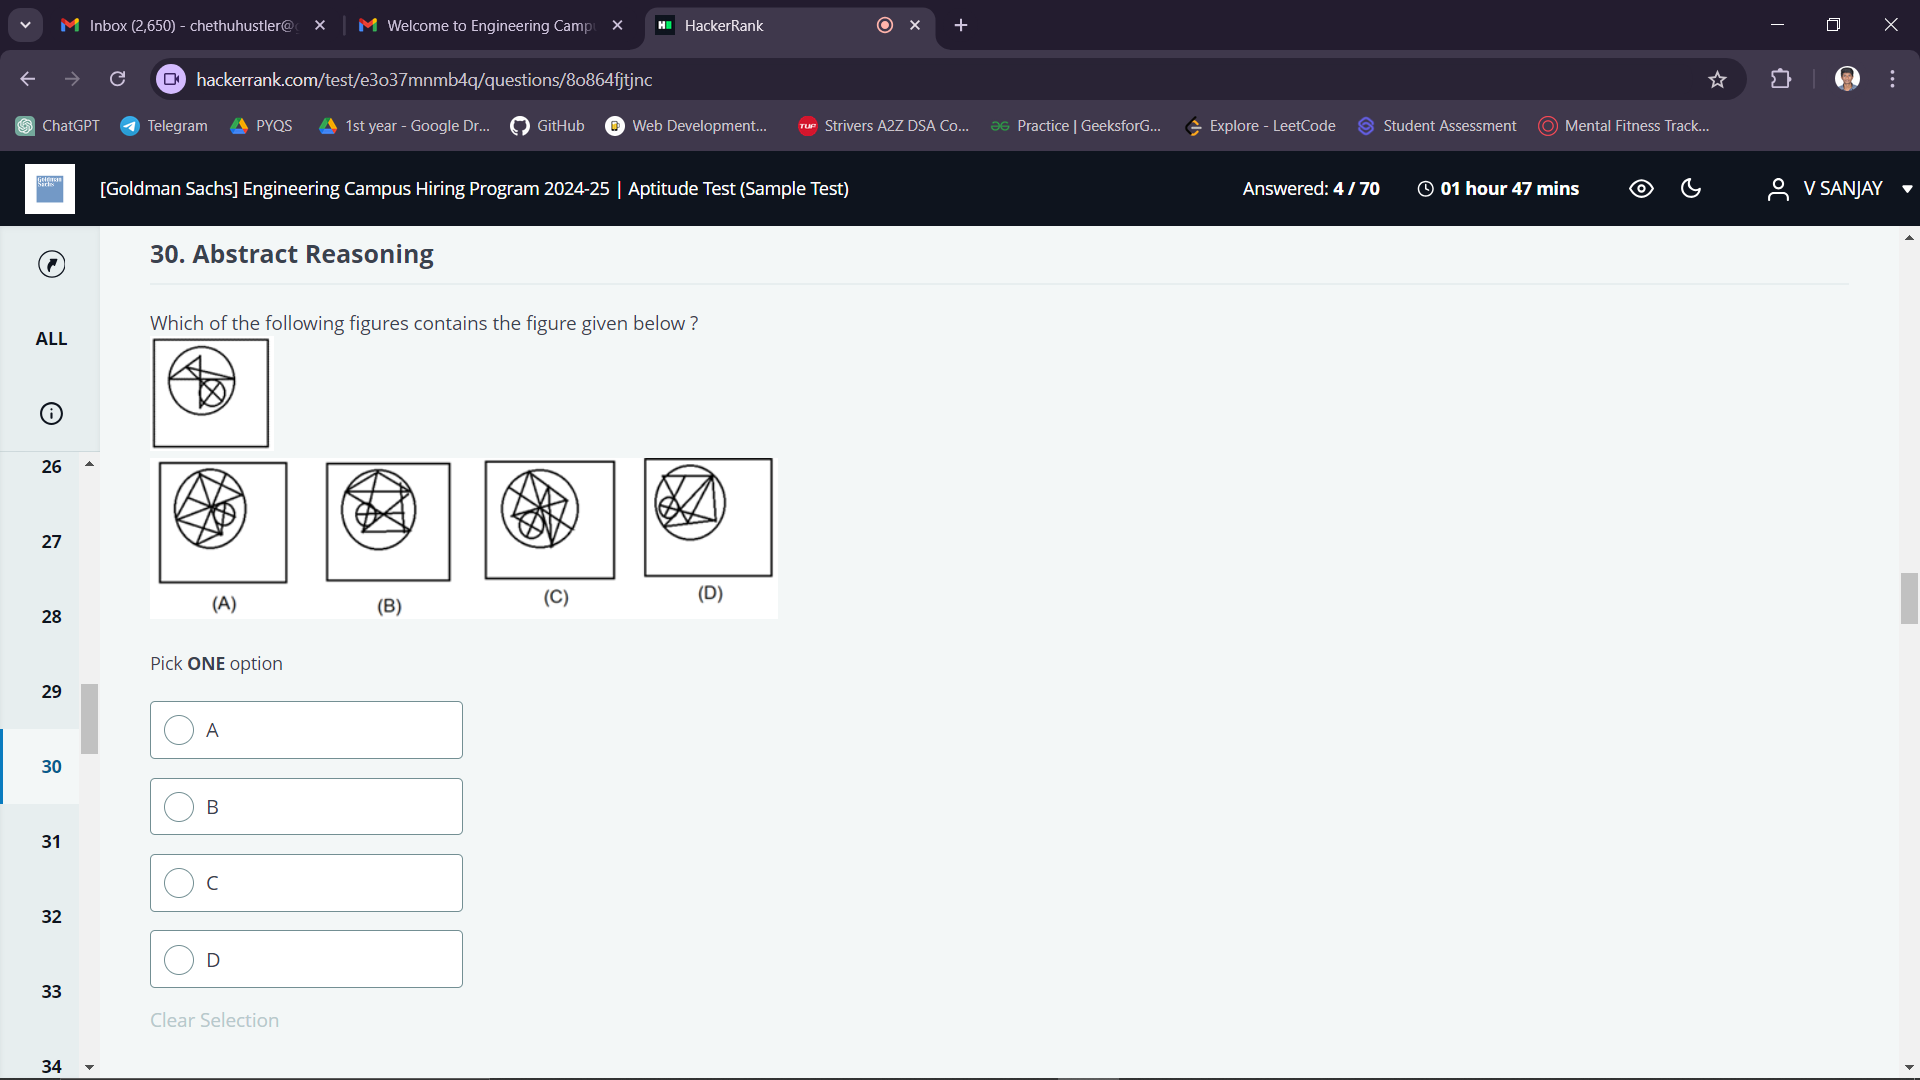 Inbox (2,650) - chethuhustler@
Welcome to Engineering Camp
HackerRank
hackerrank.com/test/e3o37mnmb4q/questions/8o864fjtjnc
ChatGPT
Telegram
PYQS
1st year - Google Dr...
GitHub
Web Development...
TUF
Strivers A2Z DSA Co...
Practice | GeeksforG...
Explore - LeetCode
Student Assessment
Mental Fitness Track...
Goldman
Sachs
[Goldman Sachs] Engineering Campus Hiring Program 2024-25 | Aptitude Test (Sample Test)
Answered: 4 / 70
01 hour 47 mins
V SANJAY
ALL
26
27
28
29
30
31
32
33
34
30. Abstract Reasoning
Which of the following figures contains the figure given below ?
(A)
(B)
(C)
(D)
Pick ONE option
A
B
C
D
Clear Selection